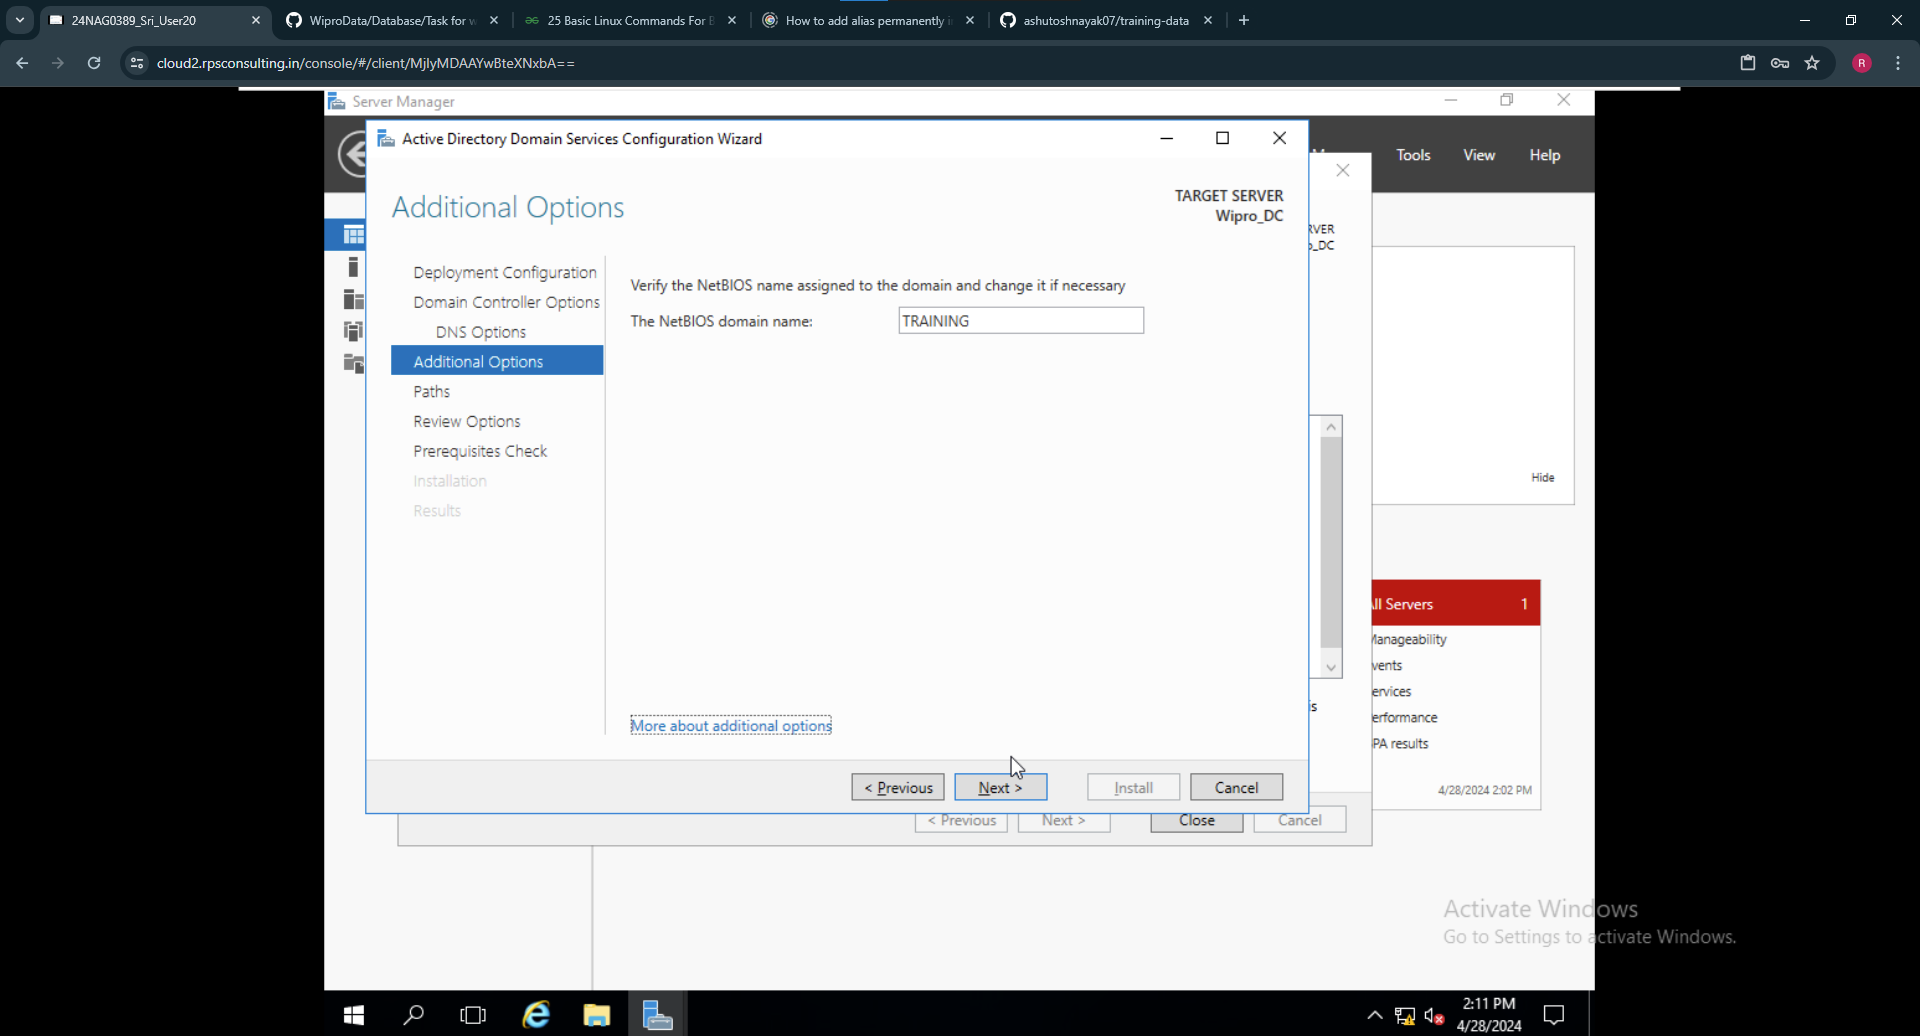 24NAG0389_Sri_User20
WiproData/Database/Task for w
25 Basic Linux Commands For B
How to add alias permanently i
ashutoshnayak07/training-data
cloud2.rpsconsulting.in/console/#/client/MjIyMDAAYwBteXNxbA==
R
Server Manager
Tools
View
Help
Active Directory Domain Services Configuration Wizard
Additional Options
TARGET SERVER
Wipro_DC
RVER
_DC
Deployment Configuration
Domain Controller Options
DNS Options
Additional Options
Paths
Review Options
Prerequisites Check
Installation
Results
Verify the NetBIOS name assigned to the domain and change it if necessary
The NetBIOS domain name:
TRAINING
More about additional options
< Previous
Next >
Install
Cancel
Hide
is
< Previous
Next >
Close
Cancel
ll Servers
1
Manageability
vents
ervices
erformance
PA results
4/28/2024 2:02 PM
Activate Windows
Go to Settings to activate Windows.
2:11 PM
4/28/2024